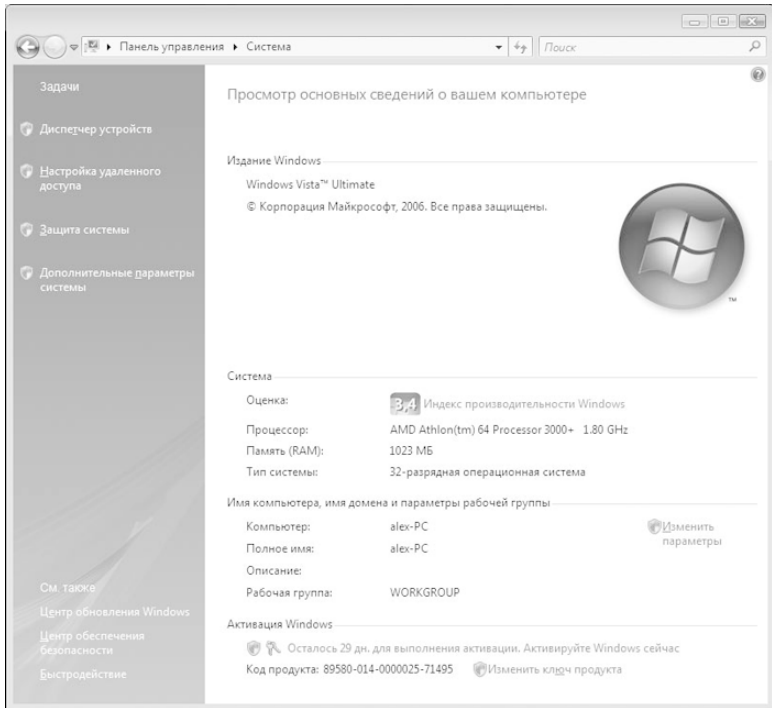 Панель управления ▸ Система
Поиск
Задачи
Диспетчер устройств
Настройка удаленного
доступа
Защита системы
Дополнительные параметры
системы
См. также
Центр обновления Windows
Центр обеспечения
безопасности
Быстродействие
Просмотр основных сведений о вашем компьютере
Издание Windows
Windows Vista™ Ultimate
© Корпорация Майкрософт, 2006. Все права защищены.
TM
Система
Оценка: 3,4 Индекс производительности Windows
Процессор: AMD Athlon(tm) 64 Processor 3000+ 1.80 GHz
Память (RAM): 1023 МБ
Тип системы: 32-разрядная операционная система
Имя компьютера, имя домена и параметры рабочей группы
Компьютер: alex-PC
Изменить
параметры
Полное имя: alex-PC
Описание:
Рабочая группа: WORKGROUP
Активация Windows
Осталось 29 дн. для выполнения активации. Активируйте Windows сейчас
Код продукта: 89580-014-0000025-71495 Изменить ключ продукта